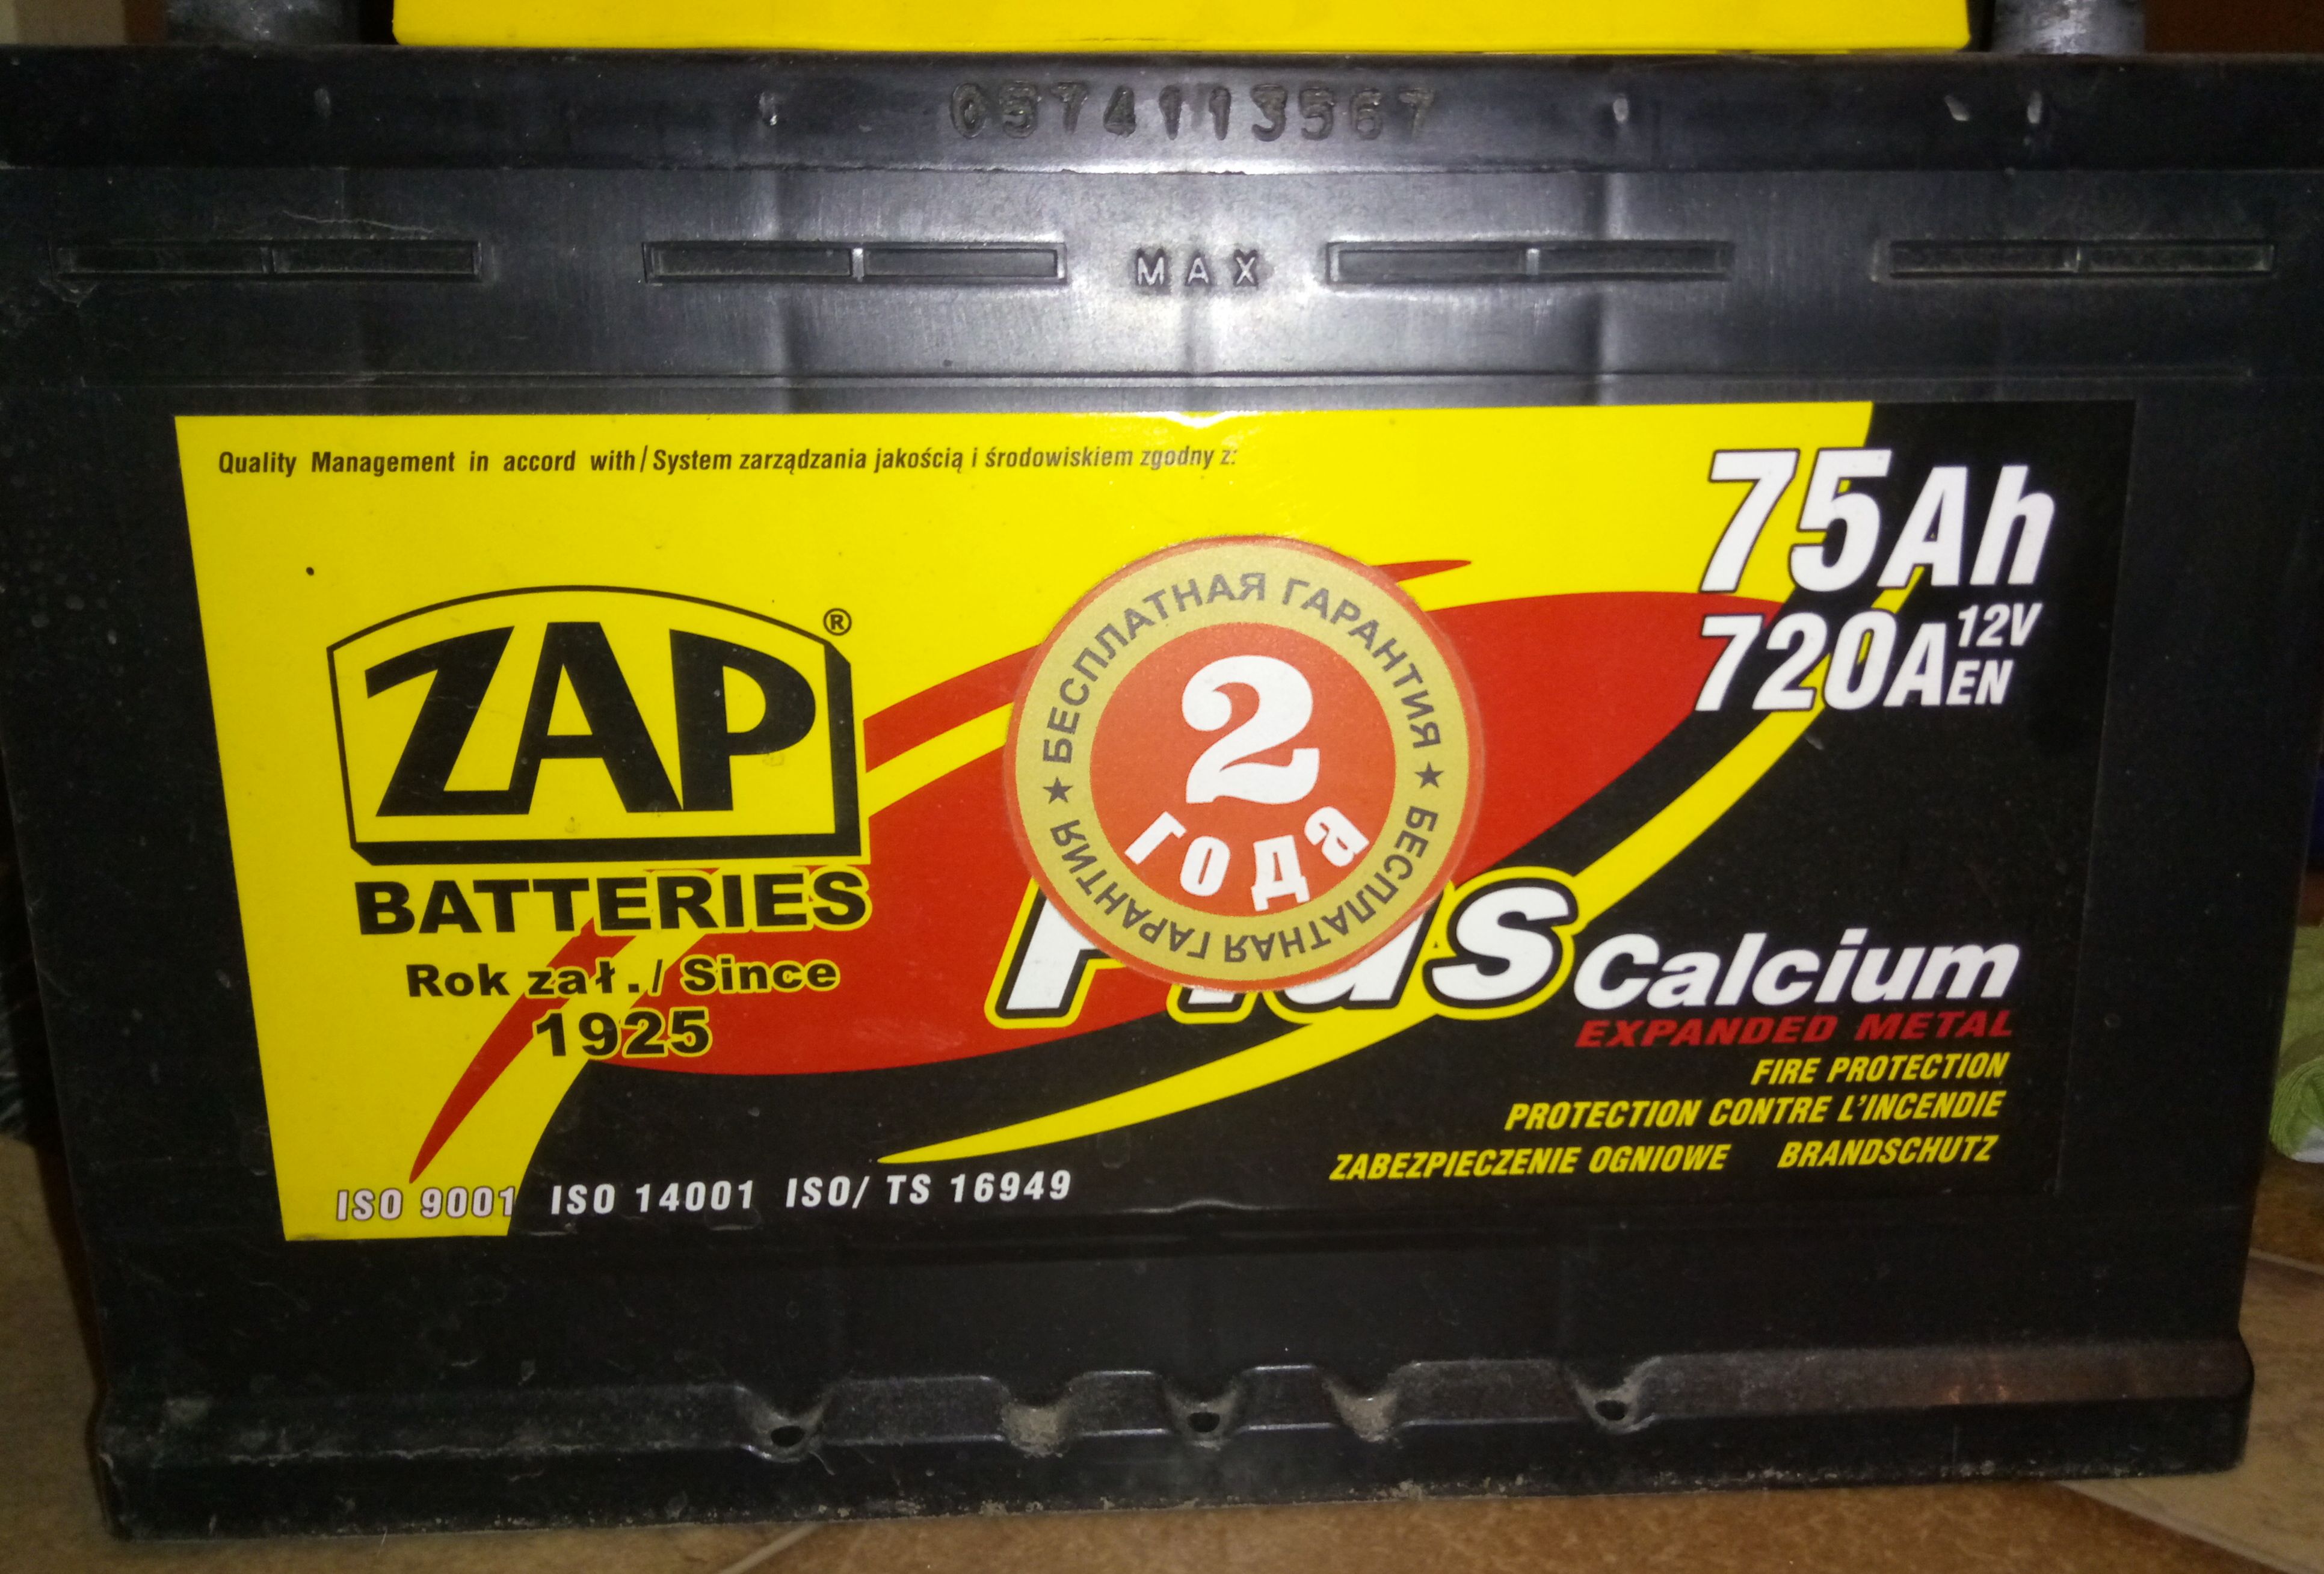 0574113567
MAX
Quality Management in accord with / System zarządzania jakością i środowiskiem zgodny z:
75Ah
720A 12V EN
ZAP®
BATTERIES
Rok zał. / Since
1925
★ БЕСПЛАТНАЯ ГАРАНТИЯ ★ БЕСПЛАТНАЯ ГАРАНТИЯ
2
года
Plus Calcium
EXPANDED METAL
FIRE PROTECTION
PROTECTION CONTRE L'INCENDIE
ZABEZPIECZENIE OGNIOWE BRANDSCHUTZ
ISO 9001 ISO 14001 ISO/ TS 16949